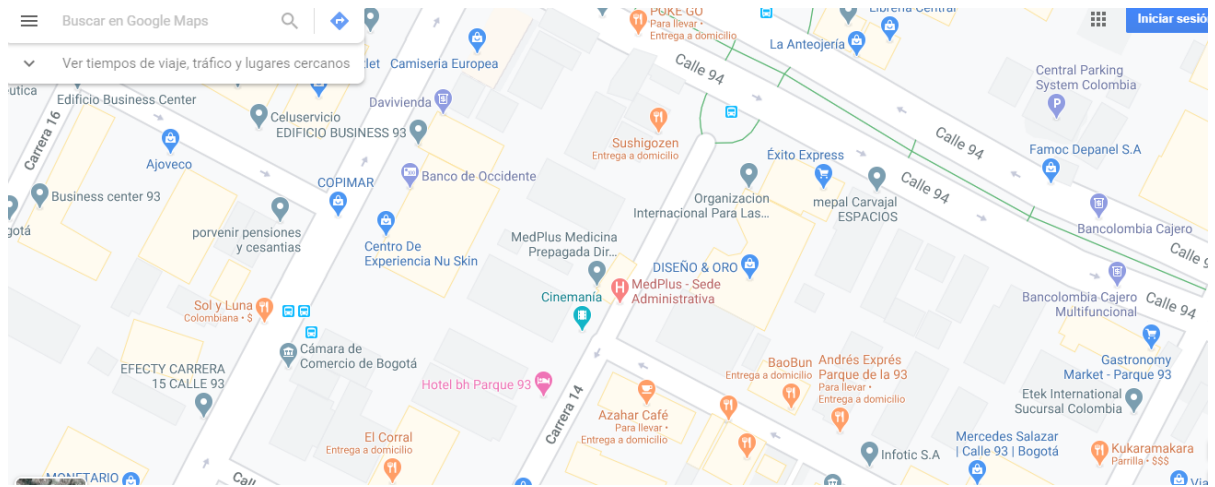 Buscar en Google Maps
Ver tiempos de viaje, tráfico y lugares cercanos
POKE GO
Para llevar •
Entrega a domicilio
Librería Central
Iniciar sesión
La Anteojería
Calle 94
Camiseria Europea
Central Parking
System Colombia
Edificio Business Center
Davivienda
Celuservicio
EDIFICIO BUSINESS 93
Carrera 16
Ajoveco
Sushigozen
Entrega a domicilio
Éxito Express
Calle 94
Famoc Depanel S.A
Business center 93
COPIMAR
Banco de Occidente
Organizacion
Internacional Para Las...
mepal Carvajal
ESPACIOS
Calle 94
Bancolombia Cajero
porvenir pensiones
y cesantias
Centro De
Experiencia Nu Skin
MedPlus Medicina
Prepagada Dir...
DISEÑO & ORO
MedPlus - Sede
Administrativa
Cinemanía
Calle 9
Bancolombia Cajero
Multifuncional
Calle 94
Sol y Luna
Colombiana • $
Cámara de
Comercio de Bogotá
EFECTY CARRERA
15 CALLE 93
Hotel bh Parque 93
BaoBun
Entrega a domicilio
Andrés Exprés
Parque de la 93
Para llevar •
Entrega a domicilio
Gastronomy
Market - Parque 93
Etek International
Sucursal Colombia
Carrera 14
Azahar Café
Para llevar •
Entrega a domicilio
El Corral
Entrega a domicilio
Infotic S.A
Mercedes Salazar
| Calle 93 | Bogotá
Kukaramakara
Parrilla • $$$
MONETARIO